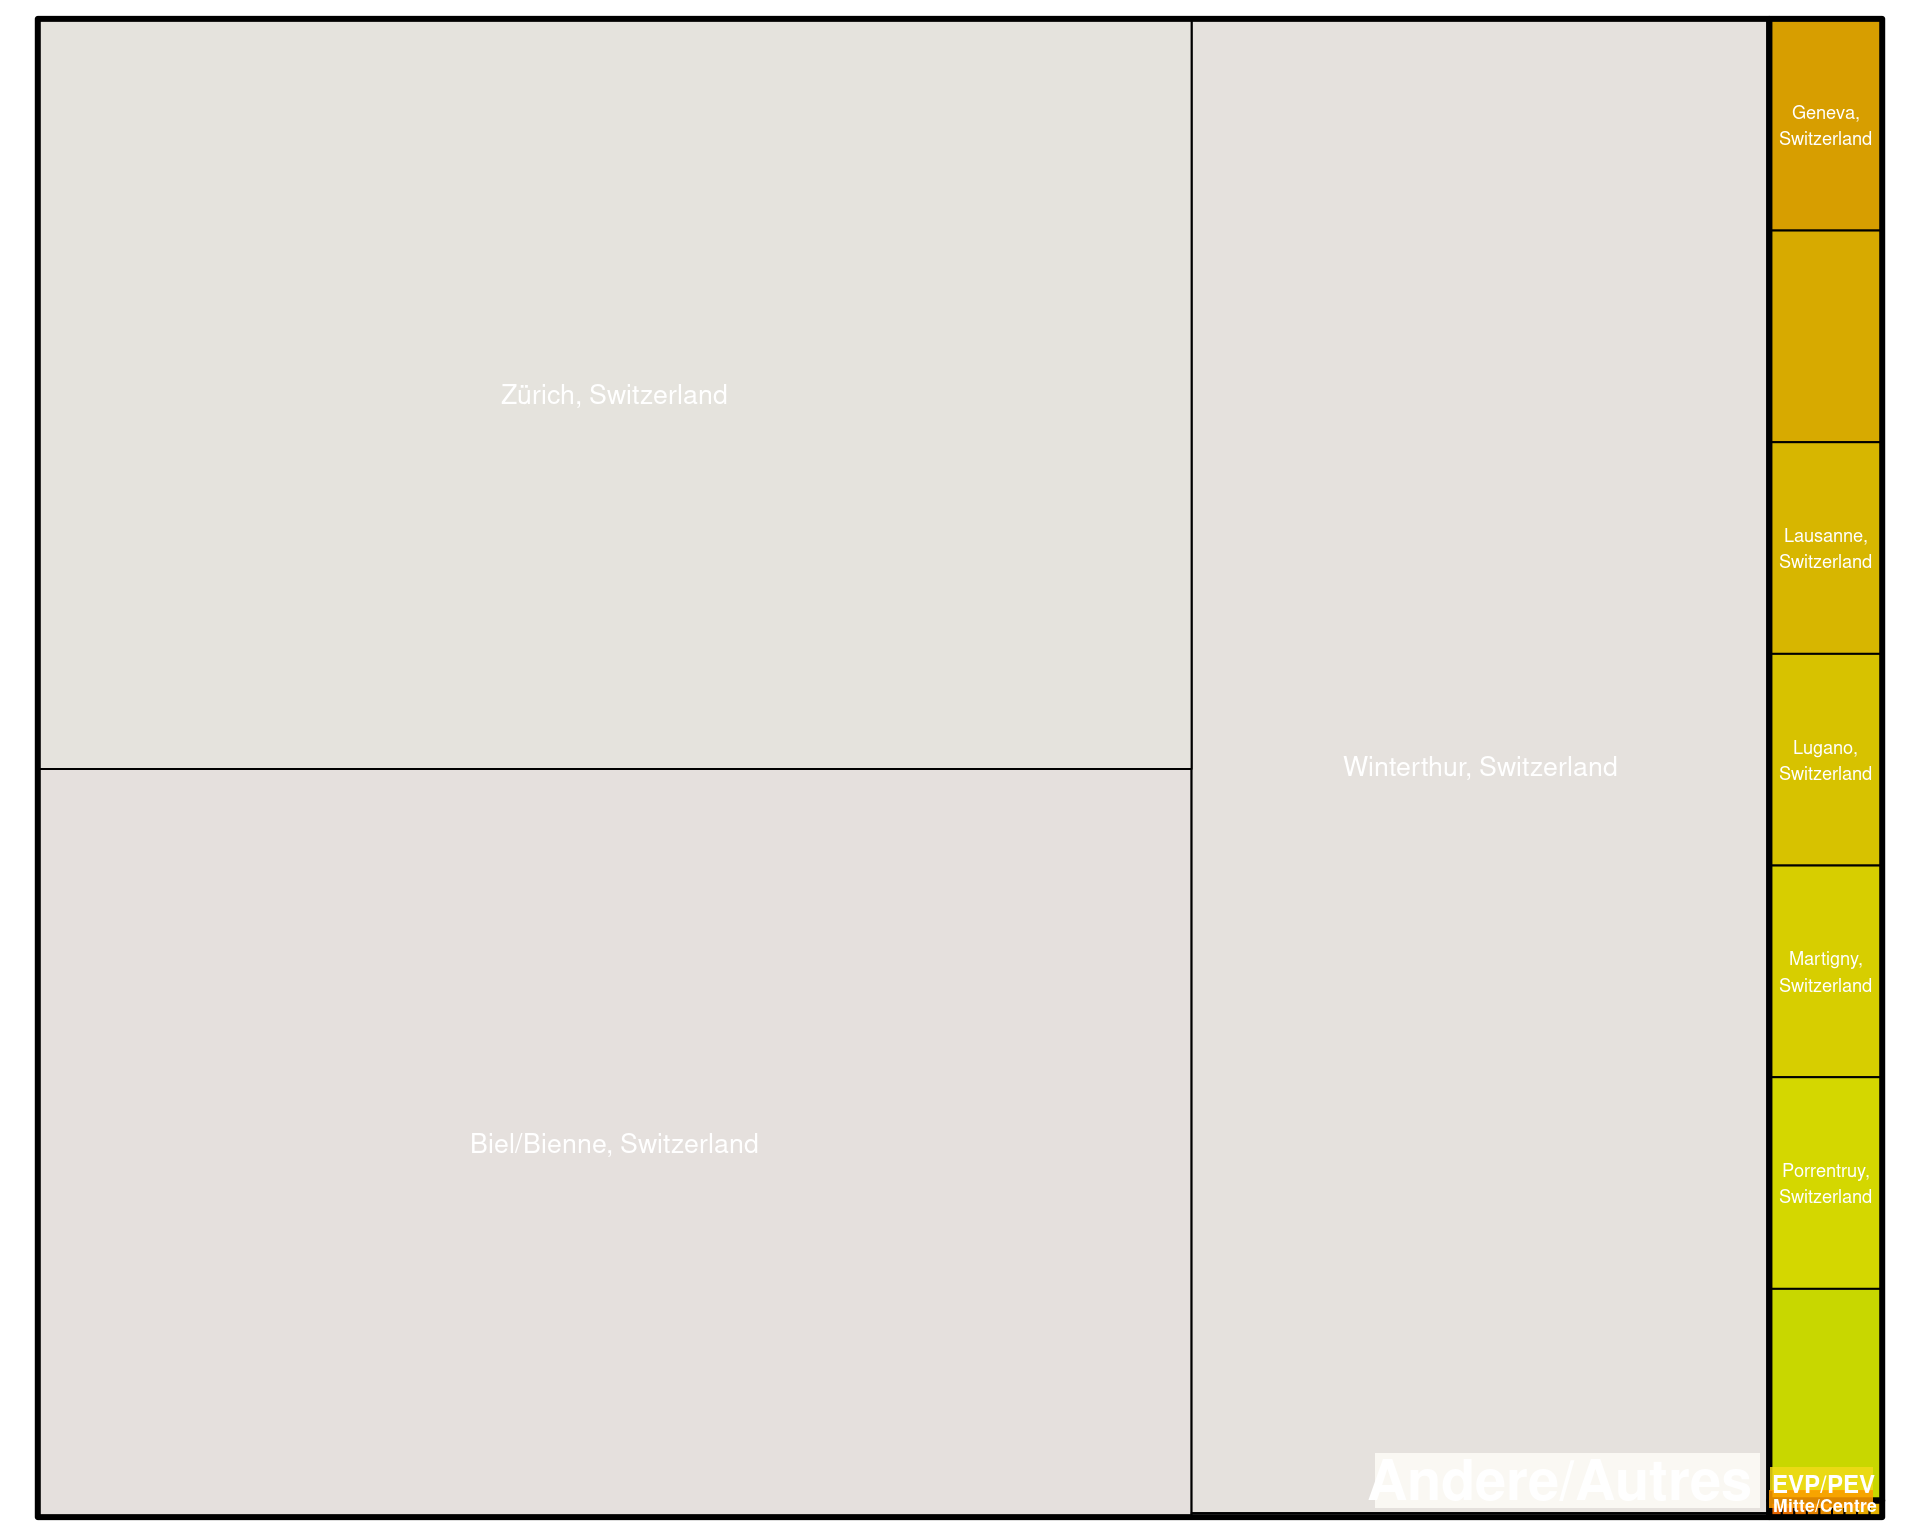 Zürich, Switzerland
Biel/Bienne, Switzerland
Winterthur, Switzerland
Andere/Autres
Geneva,
Switzerland
Lausanne,
Switzerland
Lugano,
Switzerland
Martigny,
Switzerland
Porrentruy,
Switzerland
EVP/PEV
Mitte/Centre